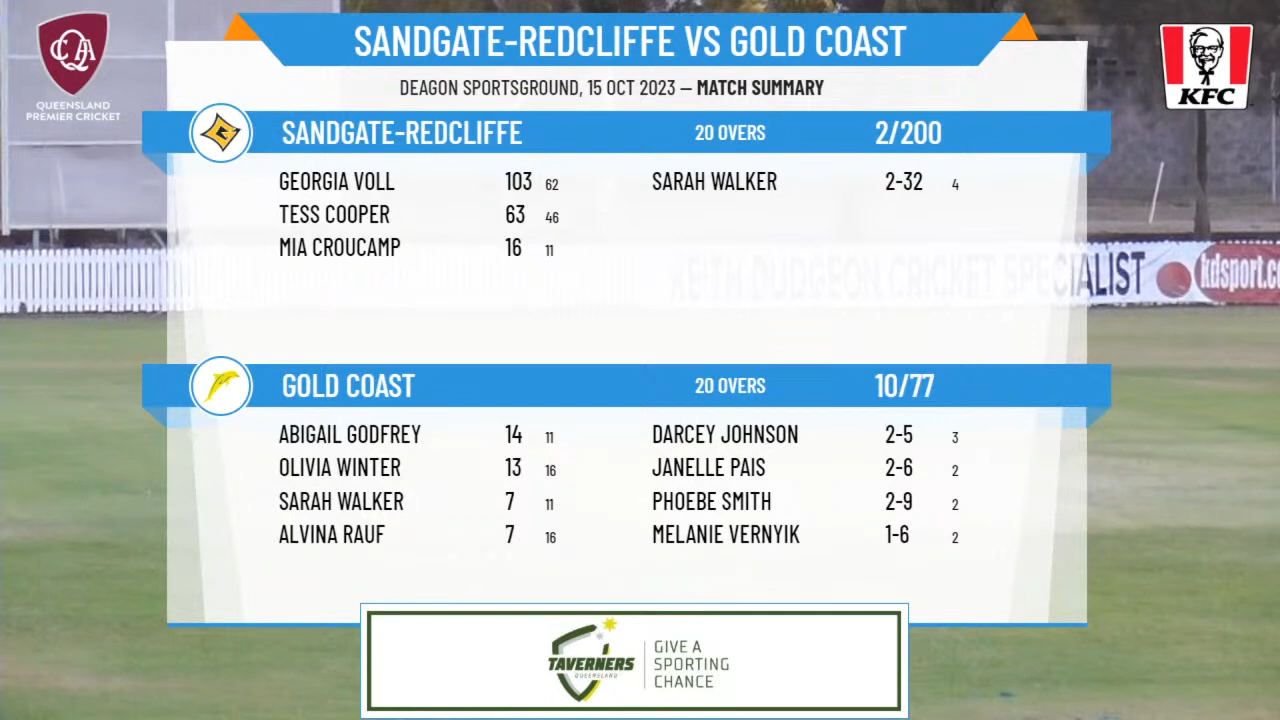 SANDGATE-REDCLIFFE VS GOLD COAST
DEAGON SPORTSGROUND, 15 OCT 2023 – MATCH SUMMARY
QCA
QUEENSLAND
PREMIER CRICKET
KFC
SANDGATE-REDCLIFFE 20 OVERS 2/200
GEORGIA VOLL 103 62 SARAH WALKER 2-32 4
TESS COOPER 63 46
MIA CROUCAMP 16 11
KEITH DUDGEON CRICKET SPECIALIST kdsport.c
GOLD COAST 20 OVERS 10/77
ABIGAIL GODFREY 14 11 DARCEY JOHNSON 2-5 3
OLIVIA WINTER 13 16 JANELLE PAIS 2-6 2
SARAH WALKER 7 11 PHOEBE SMITH 2-9 2
ALVINA RAUF 7 16 MELANIE VERNYIK 1-6 2
TAVERNERS
QUEENSLAND
GIVE A
SPORTING
CHANCE